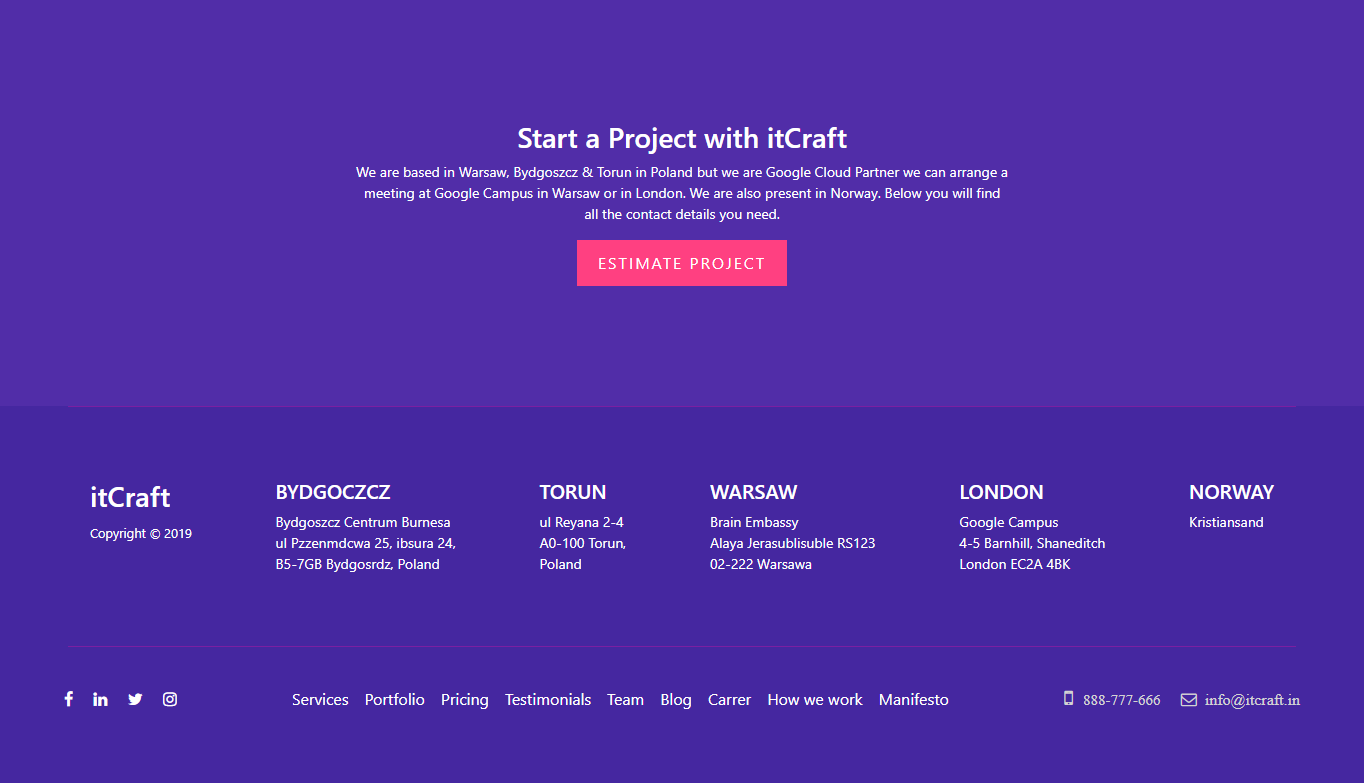 Start a Project with itCraft
We are based in Warsaw, Bydgoszcz & Torun in Poland but we are Google Cloud Partner we can arrange a
meeting at Google Campus in Warsaw or in London. We are also present in Norway. Below you will find
all the contact details you need.
ESTIMATE PROJECT
itCraft
Copyright © 2019
BYDGOCZCZ
Bydgoszcz Centrum Burnesa
ul Pzzenmdcwa 25, ibsura 24,
B5-7GB Bydgosrdz, Poland
TORUN
ul Reyana 2-4
A0-100 Torun,
Poland
WARSAW
Brain Embassy
Alaya Jerasublisuble RS123
02-222 Warsawa
LONDON
Google Campus
4-5 Barnhill, Shaneditch
London EC2A 4BK
NORWAY
Kristiansand
Services Portfolio Pricing Testimonials Team Blog Carrer How we work Manifesto
888-777-666 info@itcraft.in